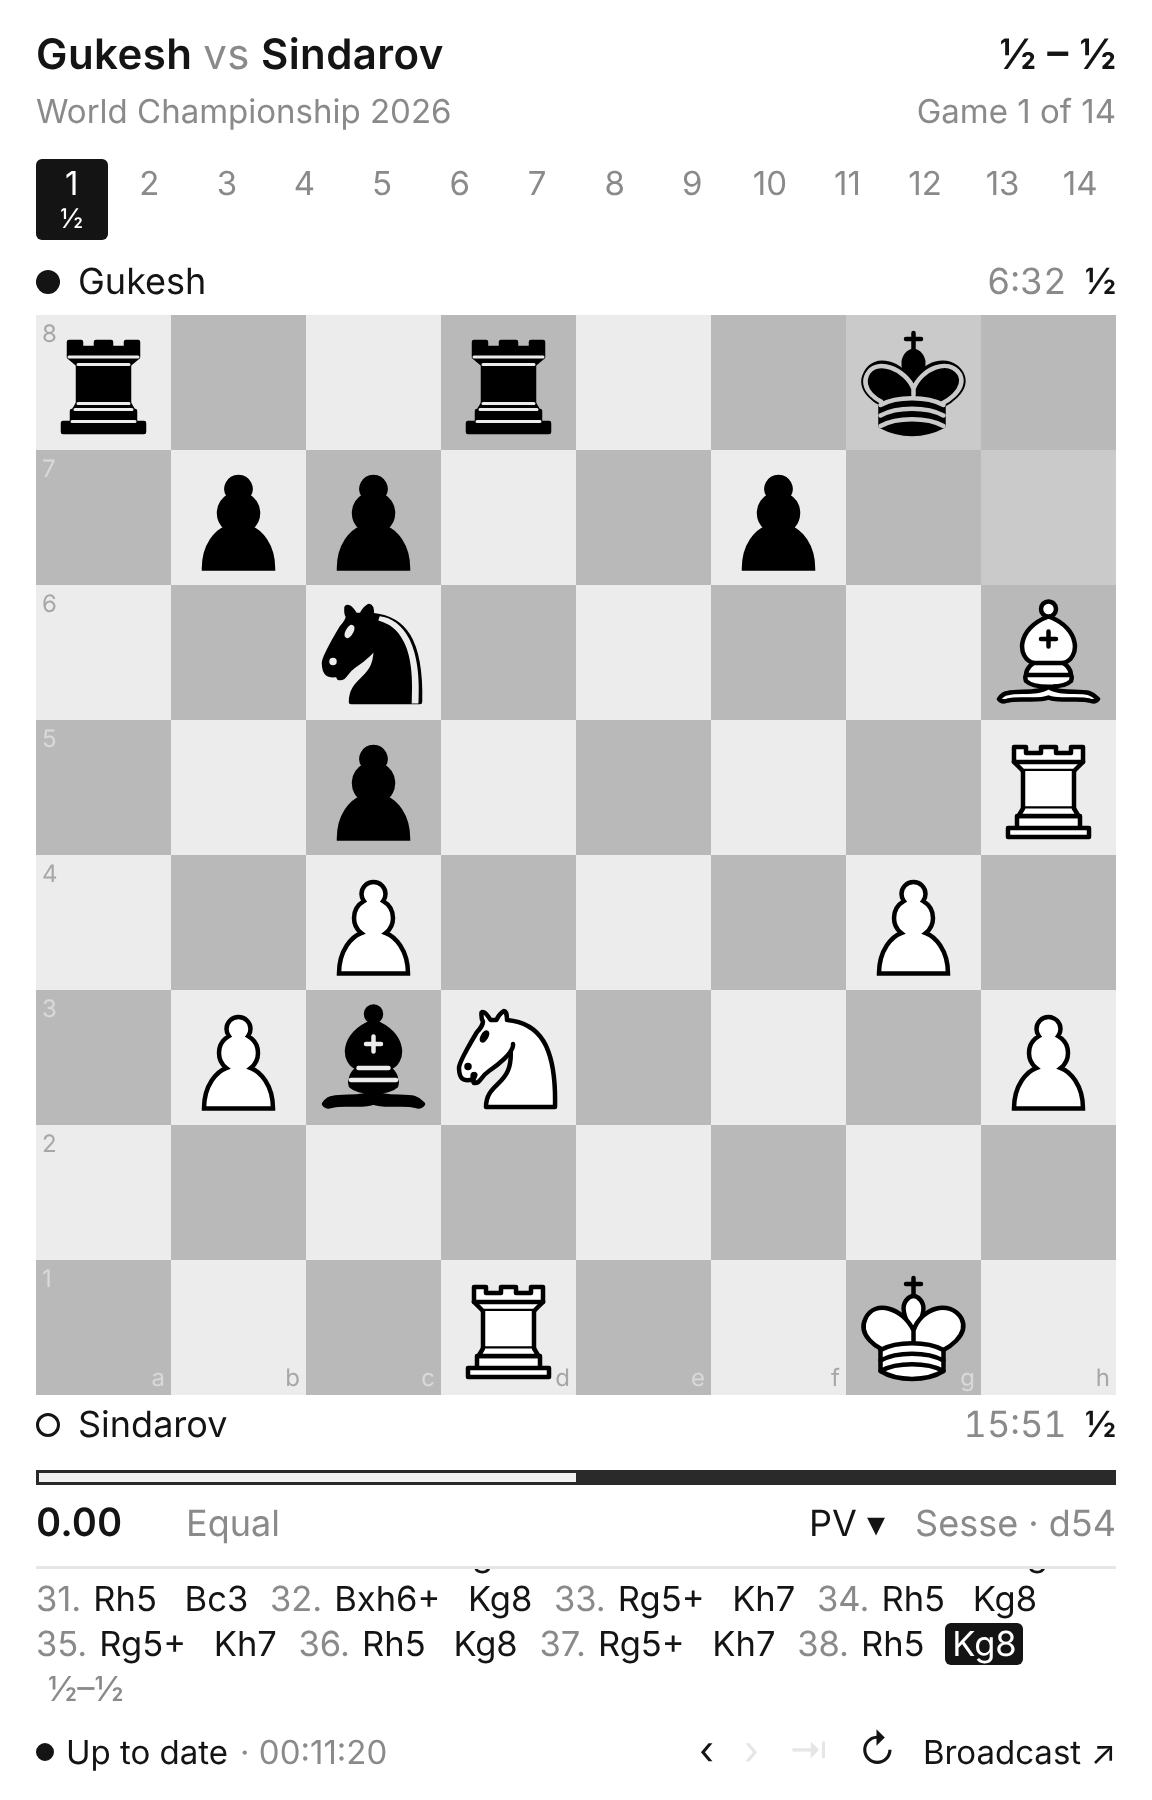 Gukesh vs Sindarov ½ – ½
World Championship 2026 Game 1 of 14
1 2 3 4 5 6 7 8 9 10 11 12 13 14
½
Gukesh 6:32 ½
8
7
6
5
4
3
2
1
a b c d e f g h
Sindarov 15:51 ½
0.00 Equal PV ▾ Sesse · d54
31. Rh5 Bc3 32. Bxh6+ Kg8 33. Rg5+ Kh7 34. Rh5 Kg8
35. Rg5+ Kh7 36. Rh5 Kg8 37. Rg5+ Kh7 38. Rh5 Kg8
½–½
Up to date · 00:11:20 Broadcast ↗